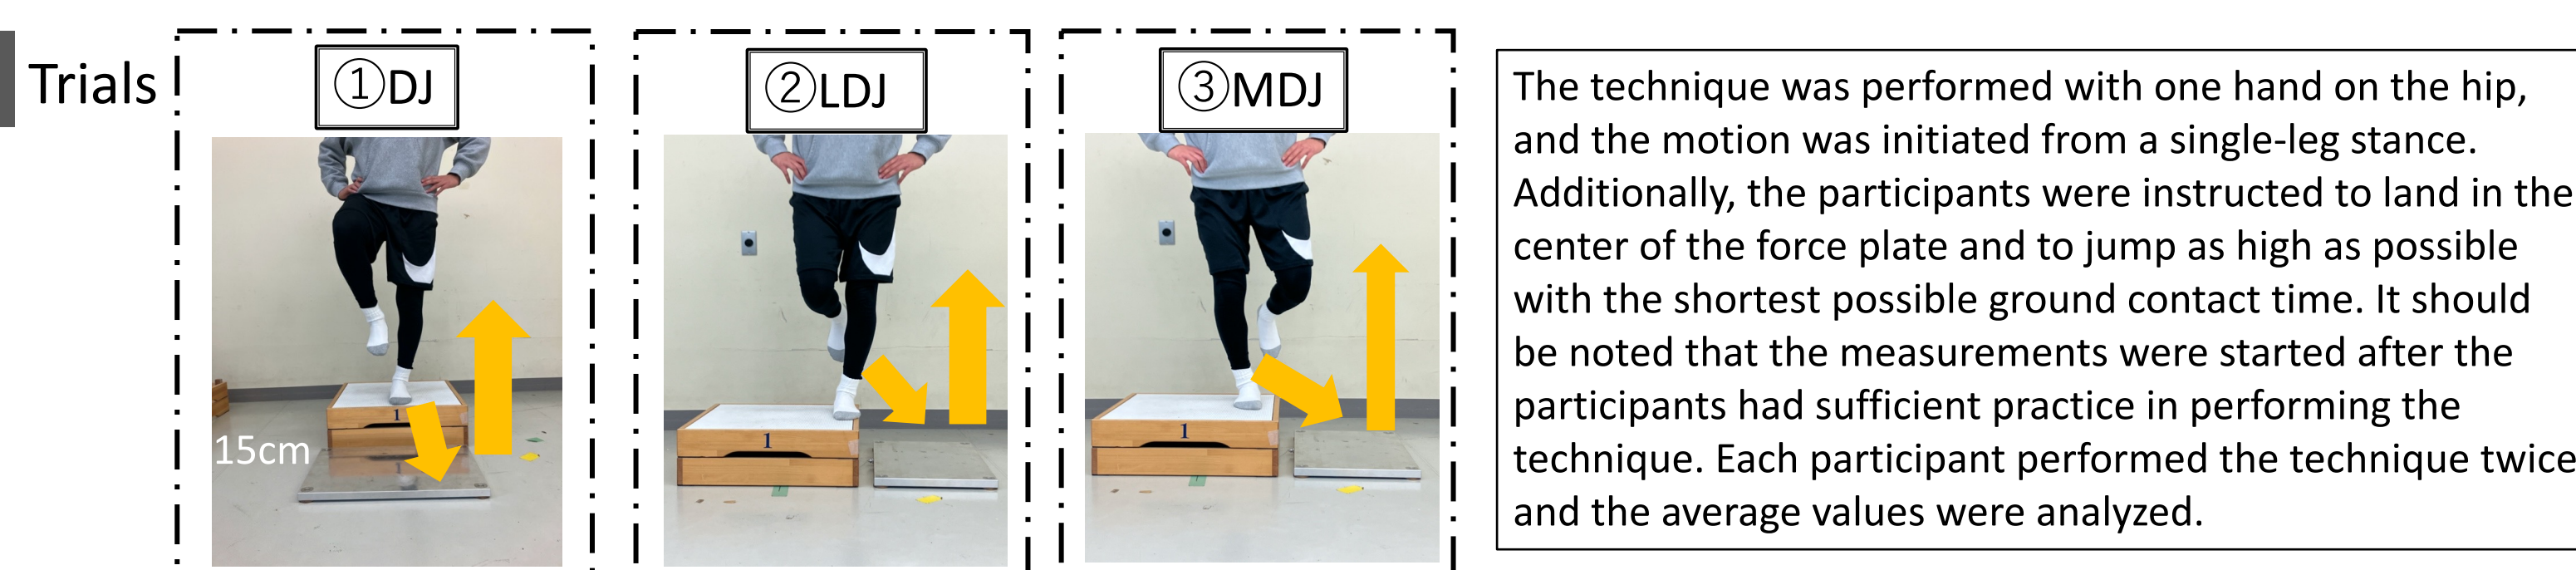 Trials
①DJ
②LDJ
③MDJ
15cm
1
1
1
The technique was performed with one hand on the hip,
and the motion was initiated from a single-leg stance.
Additionally, the participants were instructed to land in the
center of the force plate and to jump as high as possible
with the shortest possible ground contact time. It should
be noted that the measurements were started after the
participants had sufficient practice in performing the
technique. Each participant performed the technique twice
and the average values were analyzed.